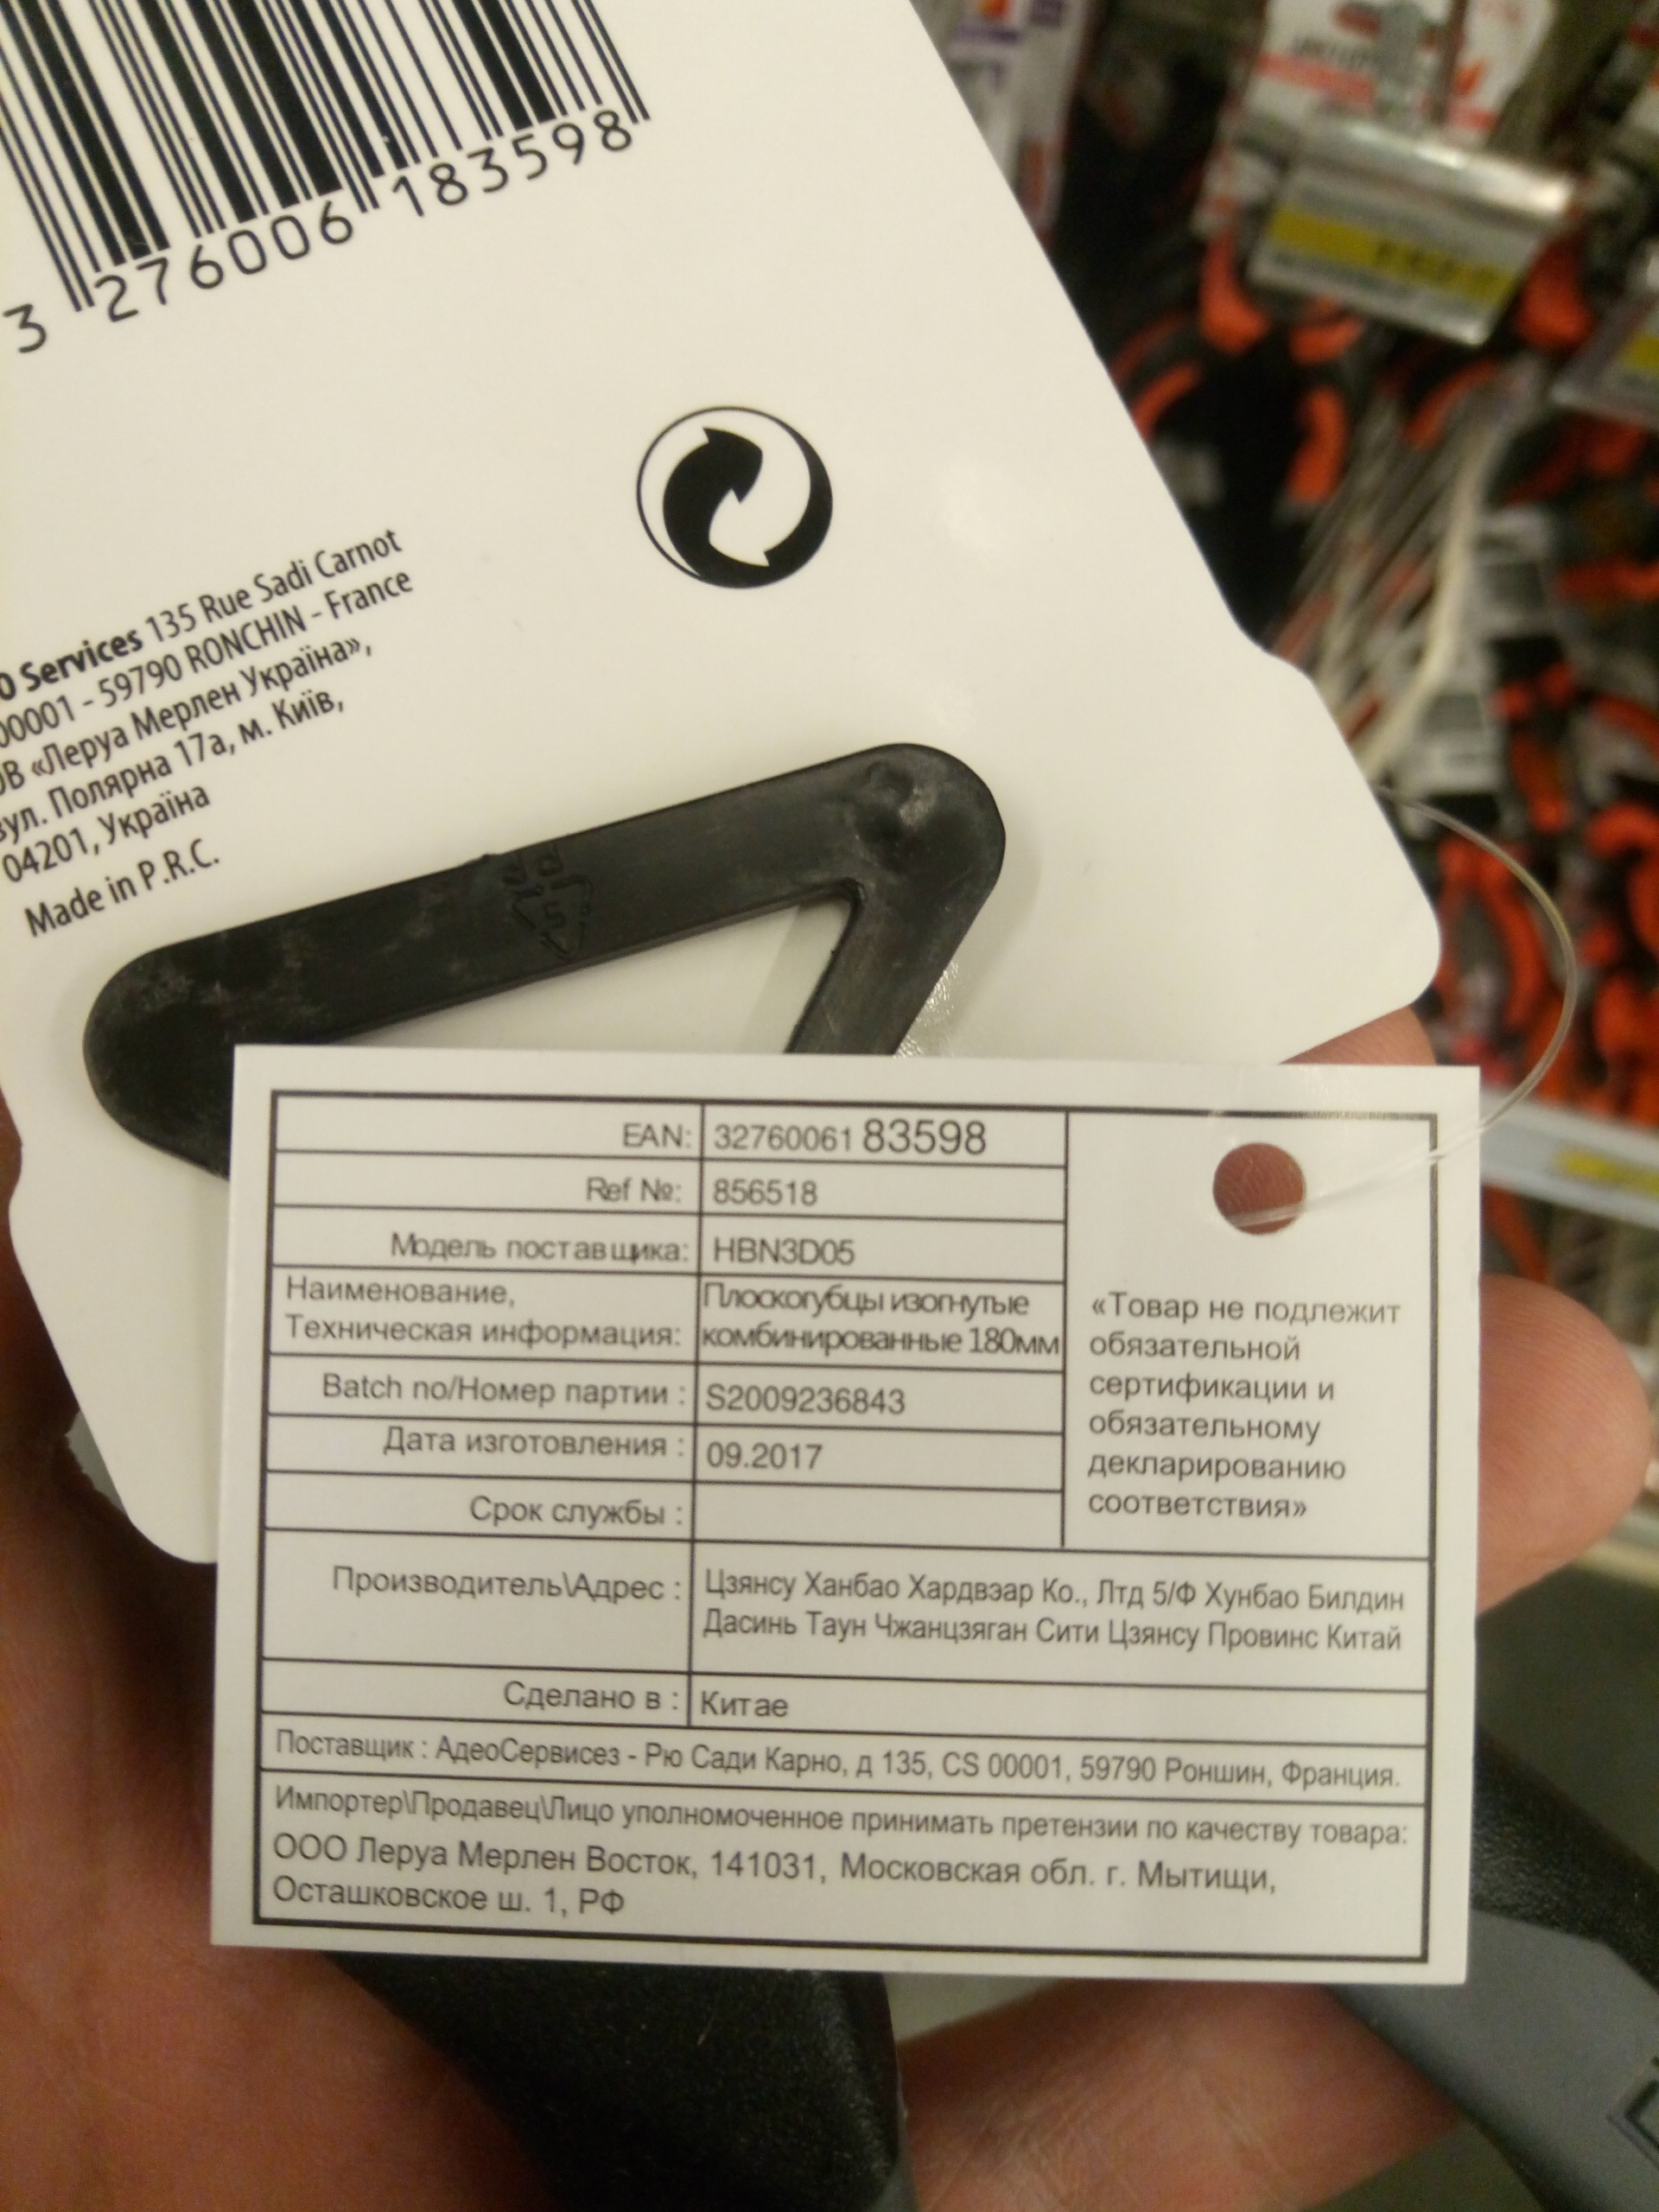 3 276006 183598
Services 135 Rue Sadi Carnot
00001 - 59790 RONCHIN - France
«Леруа Мерлен Україна»,
вул. Полярна 17а, м. Київ,
04201, Україна
Made in P.R.C.
EAN: 32760061 83598
Ref №: 856518
Модель поставщика: HBN3D05
Наименование,
Техническая информация:
Плоскогубцы изогнутые
комбинированные 180мм
Batch no/Номер партии : S2009236843
Дата изготовления : 09.2017
Срок службы :
«Товар не подлежит
обязательной
сертификации и
обязательному
декларированию
соответствия»
Производитель\Адрес :
Цзянсу Ханбао Хардвэар Ко., Лтд 5/Ф Хунбао Билдин
Дасинь Таун Чжанцзяган Сити Цзянсу Провинс Китай
Сделано в : Китае
Поставщик : АдеоСервисез - Рю Сади Карно, д 135, CS 00001, 59790 Роншин, Франция.
Импортер\Продавец\Лицо уполномоченное принимать претензии по качеству товара:
ООО Леруа Мерлен Восток, 141031, Московская обл. г. Мытищи,
Осташковское ш. 1, РФ